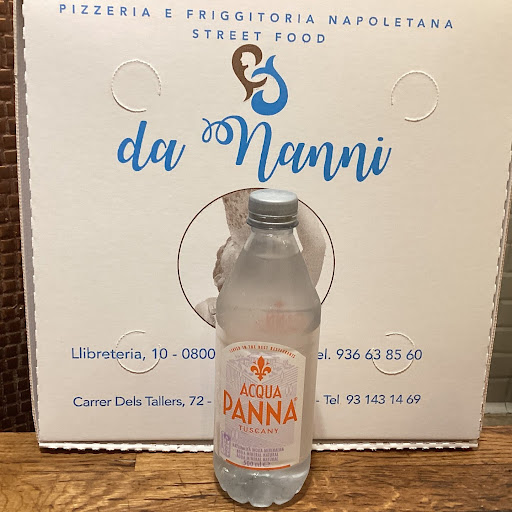 PIZZERIA E FRIGGITORIA NAPOLETANA
STREET FOOD
da Nanni
Llibreteria, 10 - 0800 el. 936 63 85 60
Carrer Dels Tallers, 72 - - Tel 93 143 14 69
ACQUA
PANNA
TUSCANY